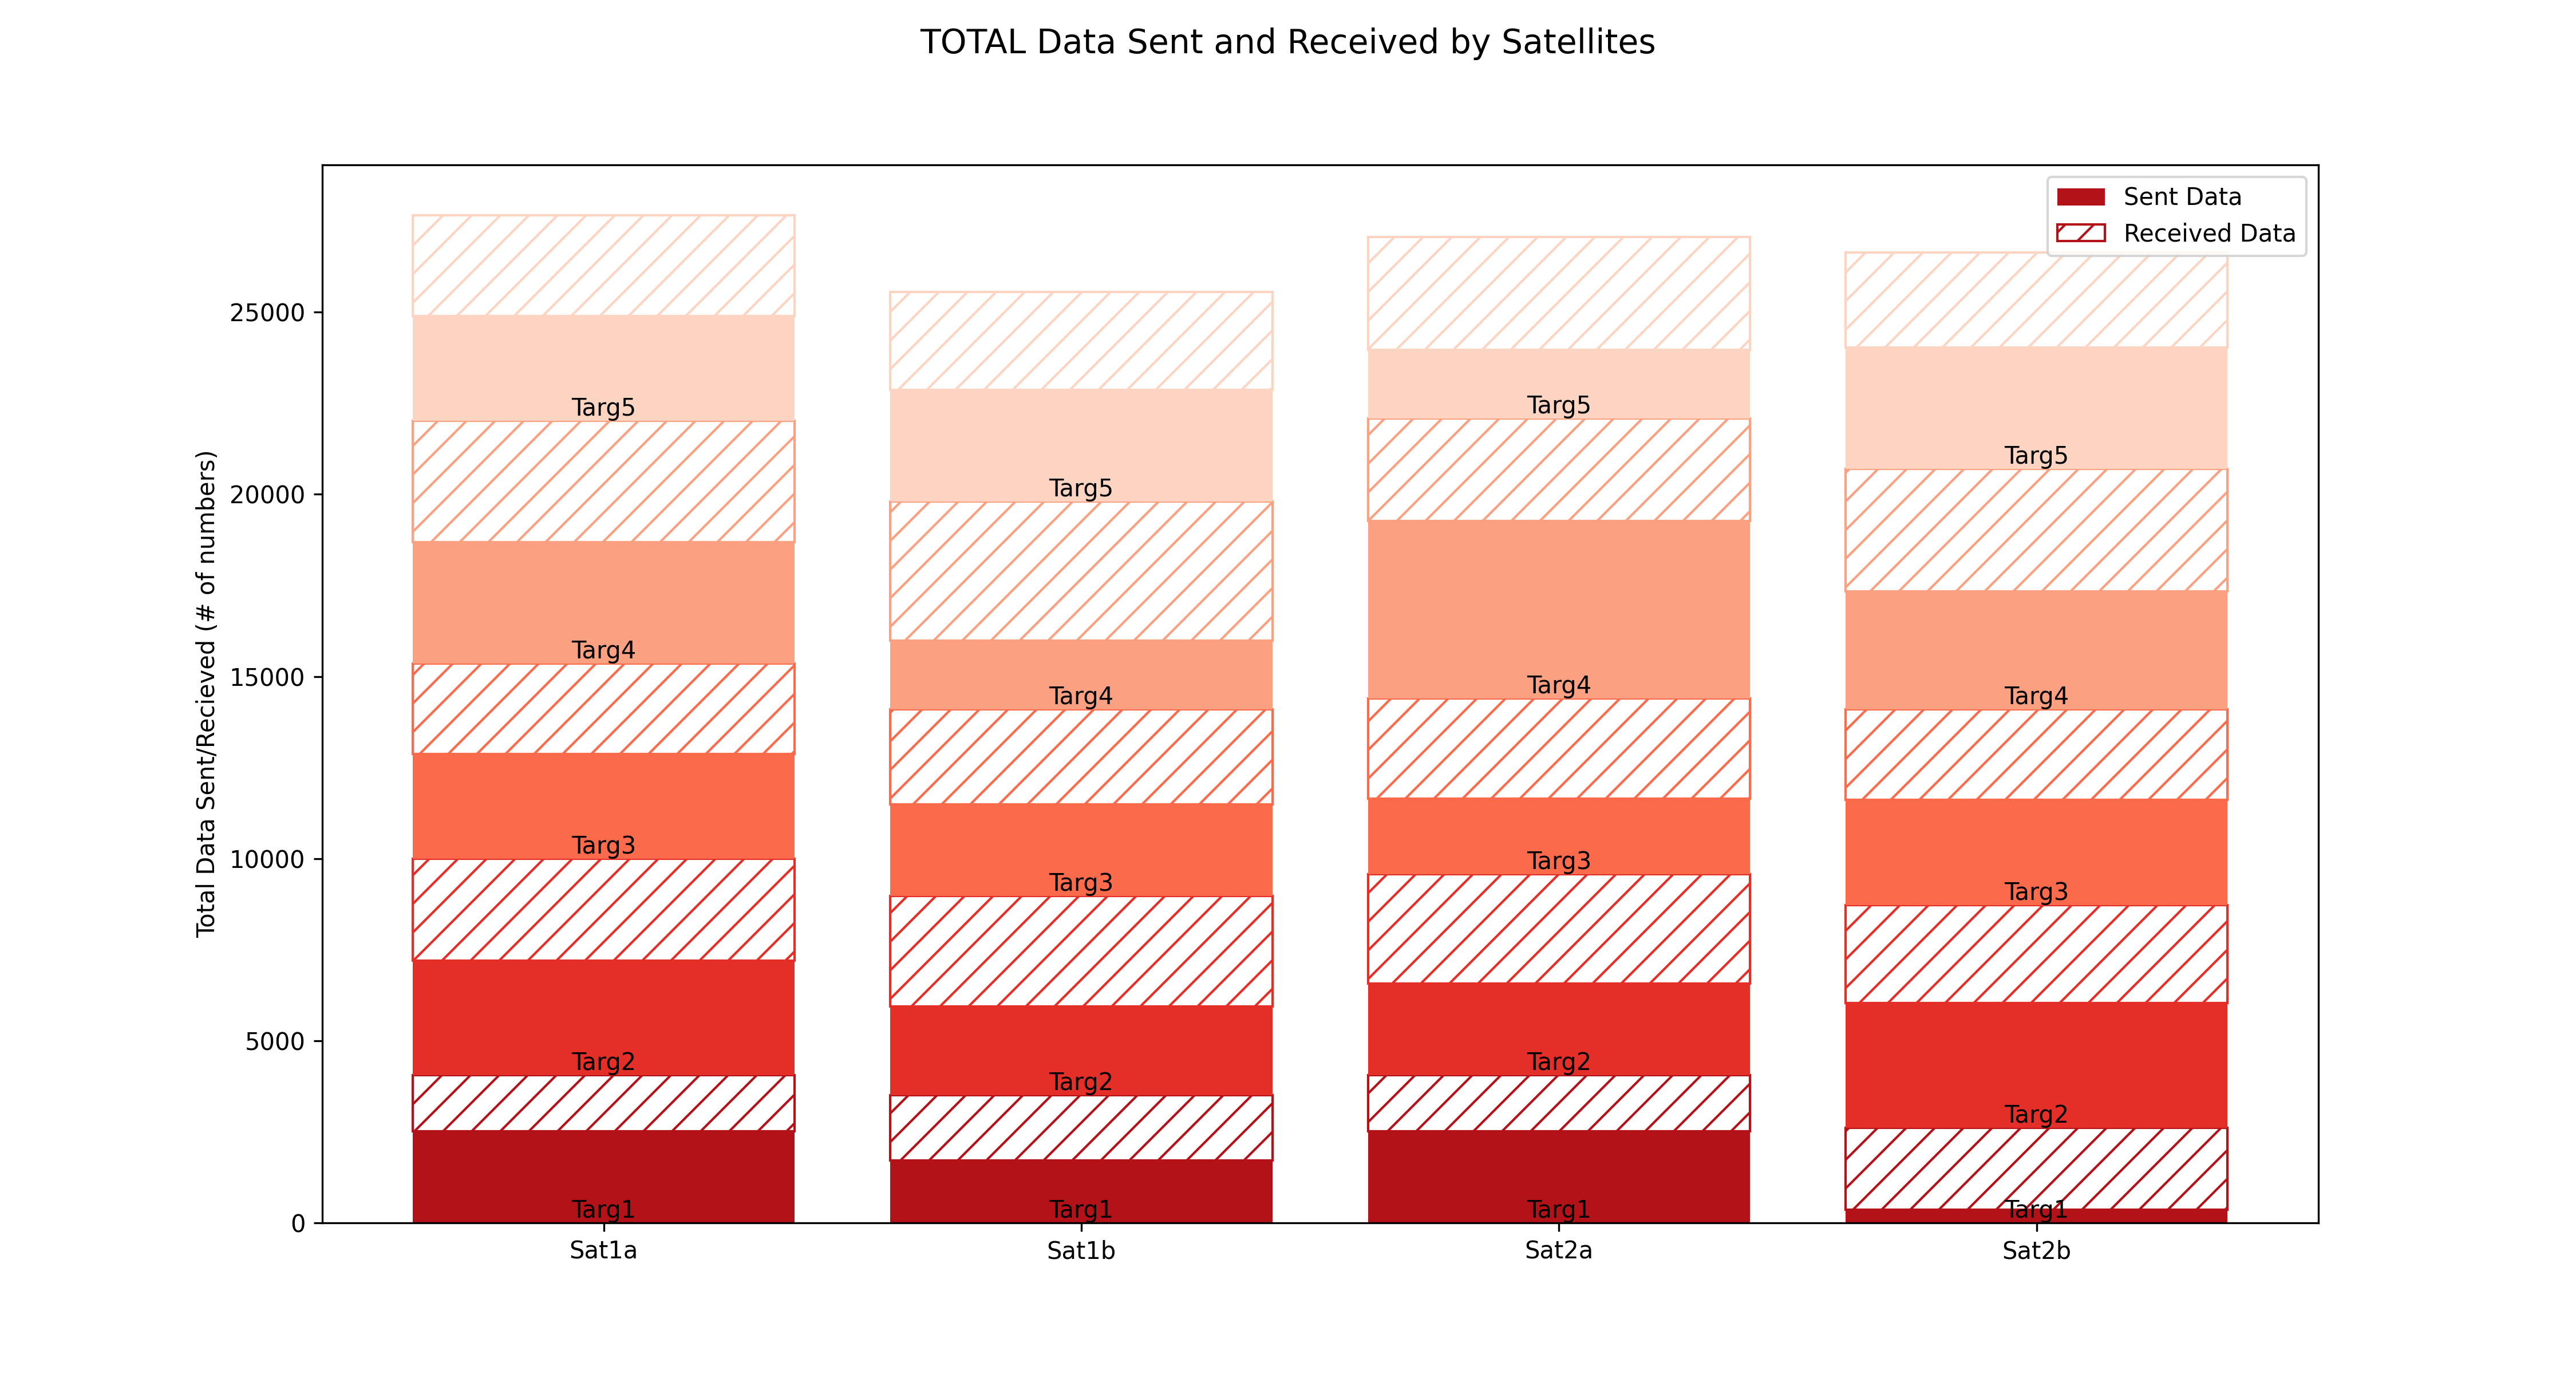 TOTAL Data Sent and Received by Satellites
Sent Data
Received Data
Total Data Sent/Recieved (# of numbers)
25000
20000
15000
10000
5000
0
Targ5
Targ4
Targ3
Targ2
Targ1
Targ5
Targ4
Targ3
Targ2
Targ1
Targ5
Targ4
Targ3
Targ2
Targ1
Targ5
Targ4
Targ3
Targ2
Targ1
Sat1a
Sat1b
Sat2a
Sat2b